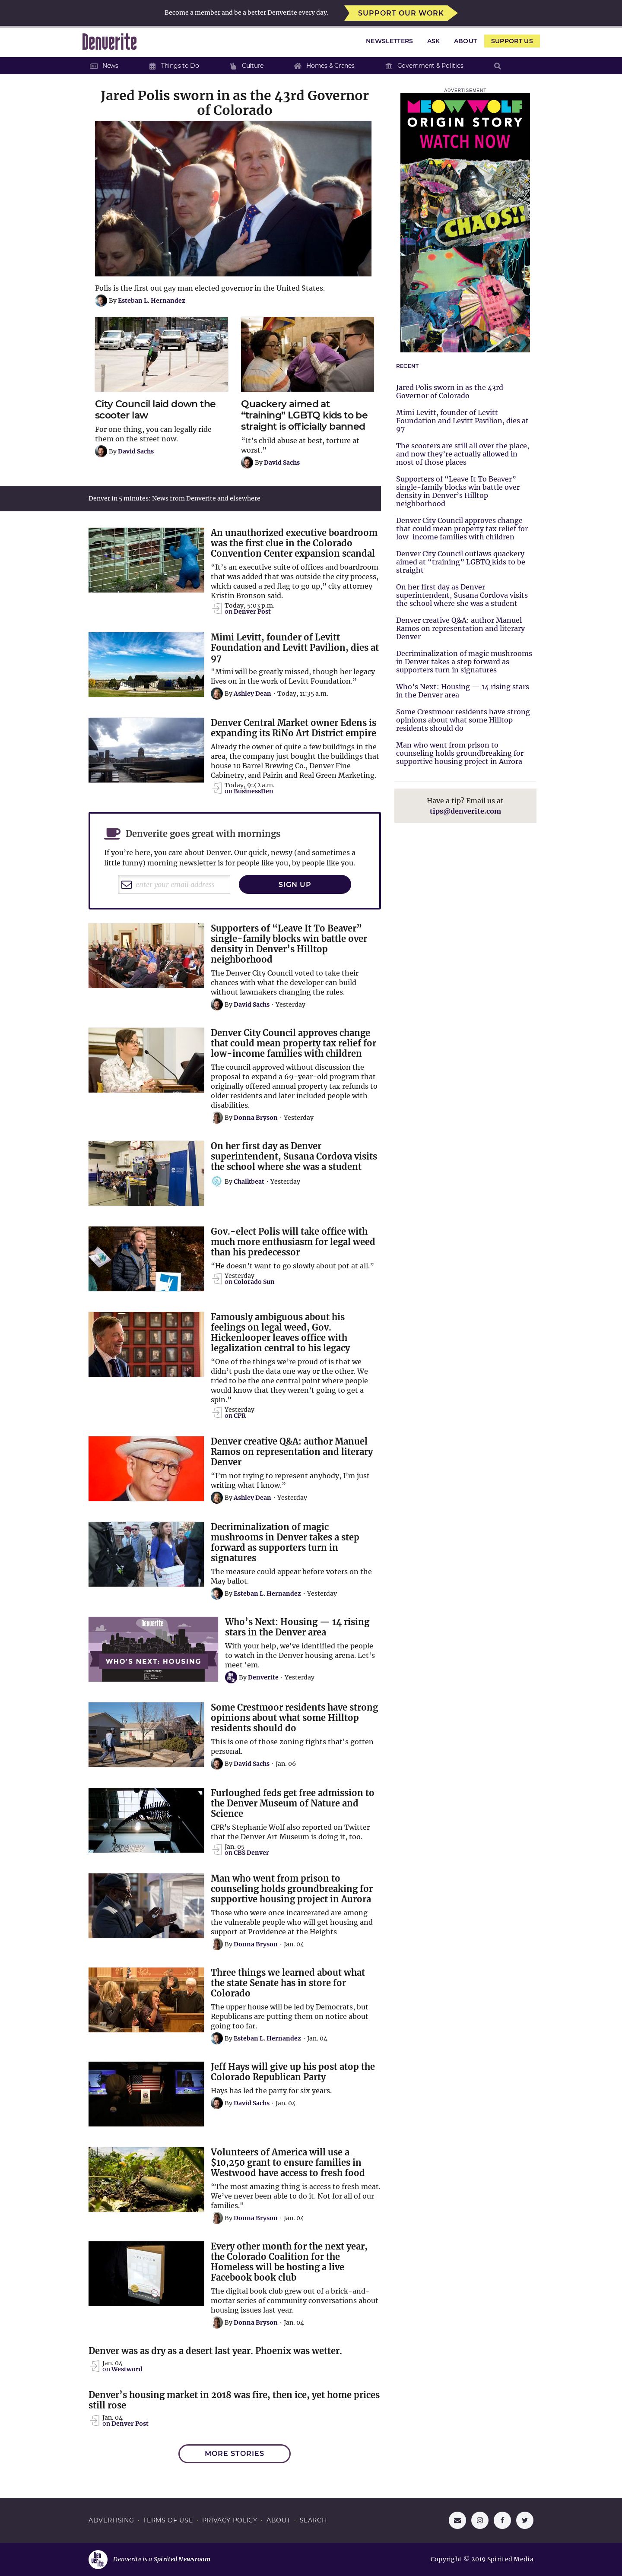 Become a member and be a better Denverite every day.
SUPPORT OUR WORK
Denverite
NEWSLETTERS
ASK
ABOUT
SUPPORT US
News
Things to Do
Culture
Homes & Cranes
Government & Politics
Jared Polis sworn in as the 43rd Governor
of Colorado
Polis is the first out gay man elected governor in the United States.
By Esteban L. Hernandez
City Council laid down the
scooter law
For one thing, you can legally ride
them on the street now.
By David Sachs
Quackery aimed at
“training” LGBTQ kids to be
straight is officially banned
“It’s child abuse at best, torture at
worst.”
By David Sachs
ADVERTISEMENT
MEOW WOLF
ORIGIN STORY
WATCH NOW
CHAOS!!
RECENT
Jared Polis sworn in as the 43rd
Governor of Colorado
Mimi Levitt, founder of Levitt
Foundation and Levitt Pavilion, dies at
97
The scooters are still all over the place,
and now they’re actually allowed in
most of those places
Supporters of “Leave It To Beaver”
single-family blocks win battle over
density in Denver’s Hilltop
neighborhood
Denver City Council approves change
that could mean property tax relief for
low-income families with children
Denver City Council outlaws quackery
aimed at “training” LGBTQ kids to be
straight
On her first day as Denver
superintendent, Susana Cordova visits
the school where she was a student
Denver creative Q&A: author Manuel
Ramos on representation and literary
Denver
Decriminalization of magic mushrooms
in Denver takes a step forward as
supporters turn in signatures
Who’s Next: Housing — 14 rising stars
in the Denver area
Some Crestmoor residents have strong
opinions about what some Hilltop
residents should do
Man who went from prison to
counseling holds groundbreaking for
supportive housing project in Aurora
Have a tip? Email us at
tips@denverite.com
Denver in 5 minutes: News from Denverite and elsewhere
An unauthorized executive boardroom
was the first clue in the Colorado
Convention Center expansion scandal
“It’s an executive suite of offices and boardroom
that was added that was outside the city process,
which caused a red flag to go up,” city attorney
Kristin Bronson said.
Today, 5:03 p.m.
on Denver Post
Mimi Levitt, founder of Levitt
Foundation and Levitt Pavilion, dies at
97
"Mimi will be greatly missed, though her legacy
lives on in the work of Levitt Foundation.”
By Ashley Dean · Today, 11:35 a.m.
Denver Central Market owner Edens is
expanding its RiNo Art District empire
Already the owner of quite a few buildings in the
area, the company just bought the buildings that
house to Barrel Brewing Co., Denver Fine
Cabinetry, and Pairin and Real Green Marketing.
Today, 9:42 a.m.
on BusinessDen
Denverite goes great with mornings
If you’re here, you care about Denver. Our quick, newsy (and sometimes a
little funny) morning newsletter is for people like you, by people like you.
enter your email address
SIGN UP
Supporters of “Leave It To Beaver”
single-family blocks win battle over
density in Denver’s Hilltop
neighborhood
The Denver City Council voted to take their
chances with what the developer can build
without lawmakers changing the rules.
By David Sachs · Yesterday
Denver City Council approves change
that could mean property tax relief for
low-income families with children
The council approved without discussion the
proposal to expand a 69-year-old program that
originally offered annual property tax refunds to
older residents and later included people with
disabilities.
By Donna Bryson · Yesterday
On her first day as Denver
superintendent, Susana Cordova visits
the school where she was a student
By Chalkbeat · Yesterday
Gov.-elect Polis will take office with
much more enthusiasm for legal weed
than his predecessor
“He doesn’t want to go slowly about pot at all.”
Yesterday
on Colorado Sun
Famously ambiguous about his
feelings on legal weed, Gov.
Hickenlooper leaves office with
legalization central to his legacy
“One of the things we’re proud of is that we
didn’t push the data one way or the other. We
tried to be the one central point where people
would know that they weren’t going to get a
spin.”
Yesterday
on CPR
Denver creative Q&A: author Manuel
Ramos on representation and literary
Denver
“I’m not trying to represent anybody, I’m just
writing what I know.”
By Ashley Dean · Yesterday
Decriminalization of magic
mushrooms in Denver takes a step
forward as supporters turn in
signatures
The measure could appear before voters on the
May ballot.
By Esteban L. Hernandez · Yesterday
Denverite
WHO'S NEXT: HOUSING
Who’s Next: Housing — 14 rising
stars in the Denver area
With your help, we've identified the people
to watch in the Denver housing arena. Let's
meet 'em.
By Denverite · Yesterday
Some Crestmoor residents have strong
opinions about what some Hilltop
residents should do
This is one of those zoning fights that's gotten
personal.
By David Sachs · Jan. 06
Furloughed feds get free admission to
the Denver Museum of Nature and
Science
CPR's Stephanie Wolf also reported on Twitter
that the Denver Art Museum is doing it, too.
Jan. 05
on CBS Denver
Man who went from prison to
counseling holds groundbreaking for
supportive housing project in Aurora
Those who were once incarcerated are among
the vulnerable people who will get housing and
support at Providence at the Heights
By Donna Bryson · Jan. 04
Three things we learned about what
the state Senate has in store for
Colorado
The upper house will be led by Democrats, but
Republicans are putting them on notice about
going too far.
By Esteban L. Hernandez · Jan. 04
Jeff Hays will give up his post atop the
Colorado Republican Party
Hays has led the party for six years.
By David Sachs · Jan. 04
Volunteers of America will use a
$10,250 grant to ensure families in
Westwood have access to fresh food
“The most amazing thing is access to fresh meat.
We've never been able to do it. Not for all of our
families.”
By Donna Bryson · Jan. 04
Every other month for the next year,
the Colorado Coalition for the
Homeless will be hosting a live
Facebook book club
The digital book club grew out of a brick-and-
mortar series of community conversations about
housing issues last year.
By Donna Bryson · Jan. 04
Denver was as dry as a desert last year. Phoenix was wetter.
Jan. 04
on Westword
Denver's housing market in 2018 was fire, then ice, yet home prices
still rose
Jan. 04
on Denver Post
MORE STORIES
ADVERTISING · TERMS OF USE · PRIVACY POLICY · ABOUT · SEARCH
Denverite
Denverite is a Spirited Newsroom
Copyright © 2019 Spirited Media